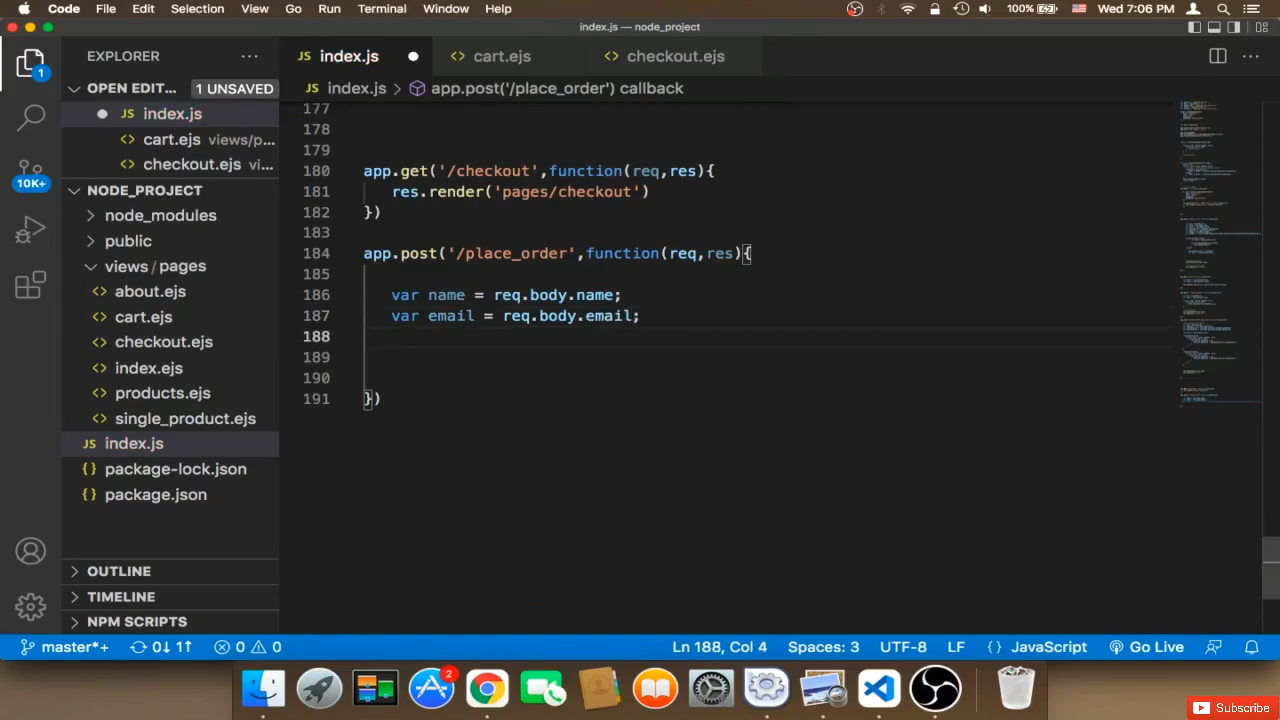 Code File Edit Selection View Go Run Terminal Window Help 100% Wed 7:06 PM
index.js — node_project
EXPLORER
JS index.js
<> cart.ejs
<> checkout.ejs
1
OPEN EDIT... 1 UNSAVED
JS index.js > app.post('/place_order') callback
JS index.js
<> cart.ejs views/p...
<> checkout.ejs vi...
10K+
NODE_PROJECT
node_modules
public
views / pages
<> about.ejs
<> cart.ejs
<> checkout.ejs
<> index.ejs
<> products.ejs
<> single_product.ejs
JS index.js
{} package-lock.json
{} package.json
OUTLINE
TIMELINE
NPM SCRIPTS
177
178
179
180 app.get('/checkout',function(req,res){
181 res.render('pages/checkout')
182 })
183
184 app.post('/place_order',function(req,res){
185
186 var name = req.body.name;
187 var email = req.body.email;
188
189
190
191 })
master*+ 0↓ 1↑ 0 0 Ln 188, Col 4 Spaces: 3 UTF-8 LF {} JavaScript Go Live
2
Subscribe